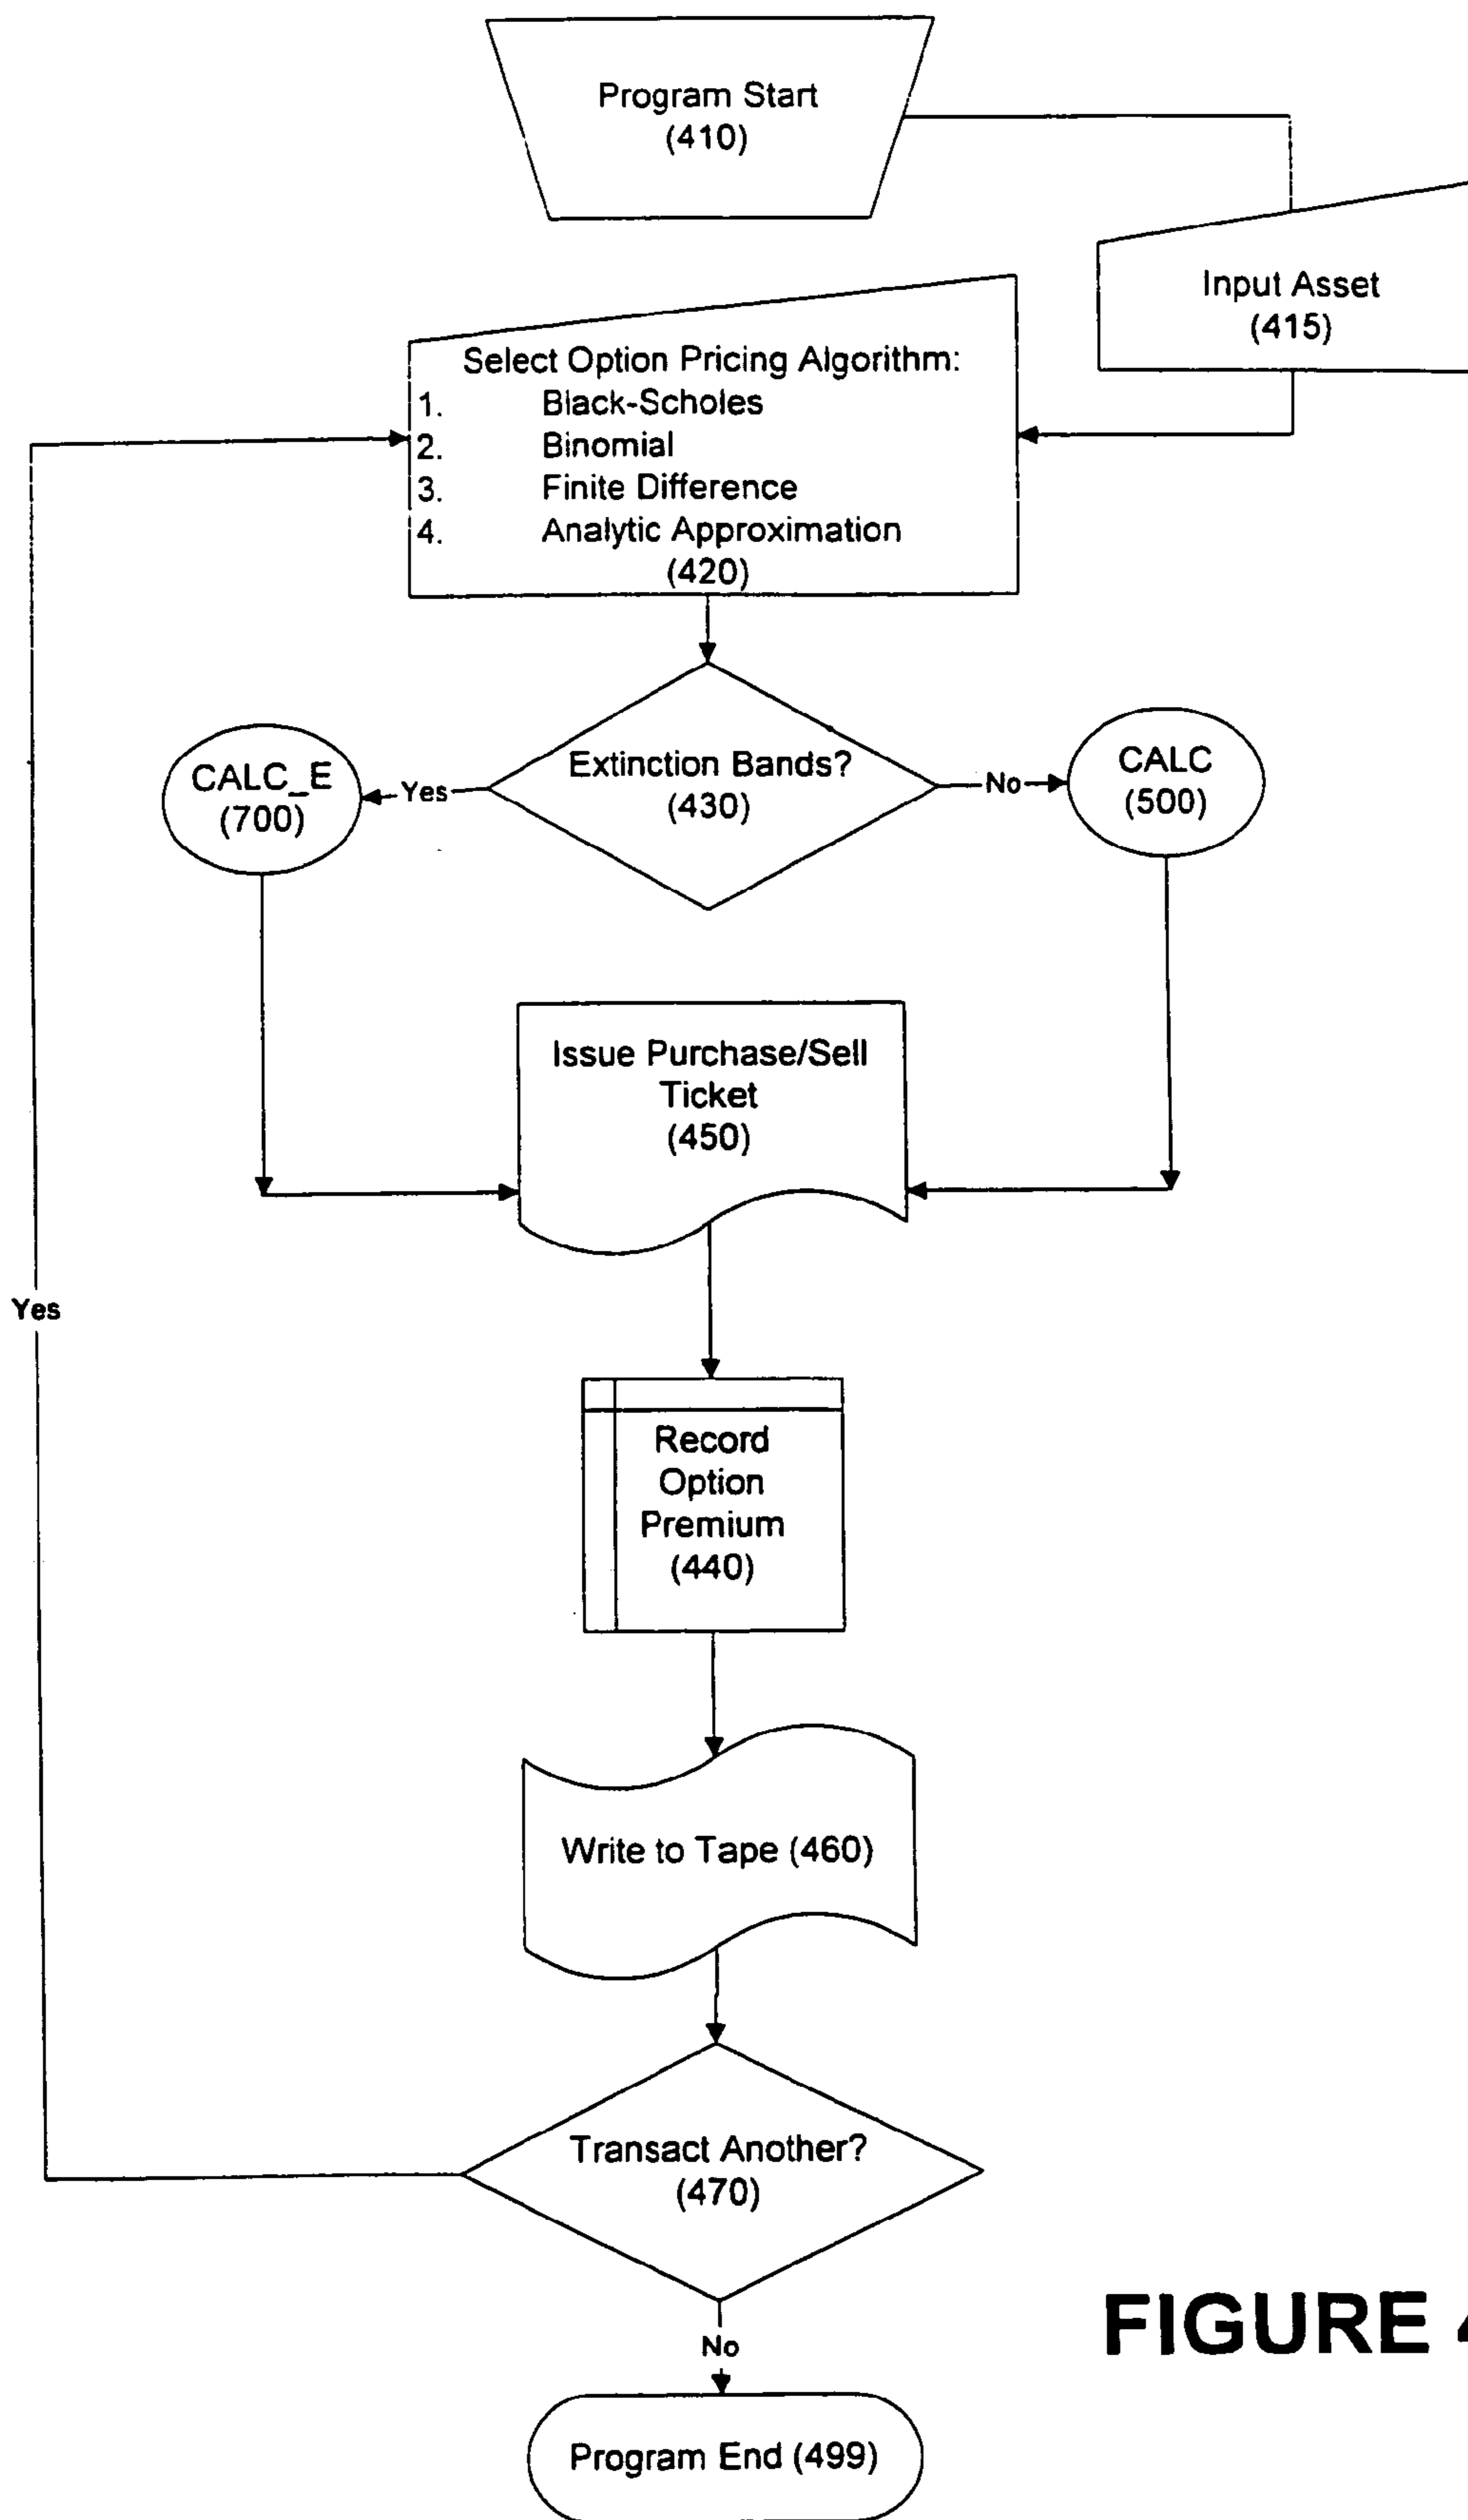 Program Start
(410)
Input Asset
(415)
Select Option Pricing Algorithm:
1. Black-Scholes
2. Binomial
3. Finite Difference
4. Analytic Approximation
(420)
Extinction Bands?
(430)
Yes
No
CALC_E
(700)
CALC
(500)
Issue Purchase/Sell
Ticket
(450)
Yes
Record
Option
Premium
(440)
Write to Tape (460)
Transact Another?
(470)
FIGURE 4
No
Program End (499)